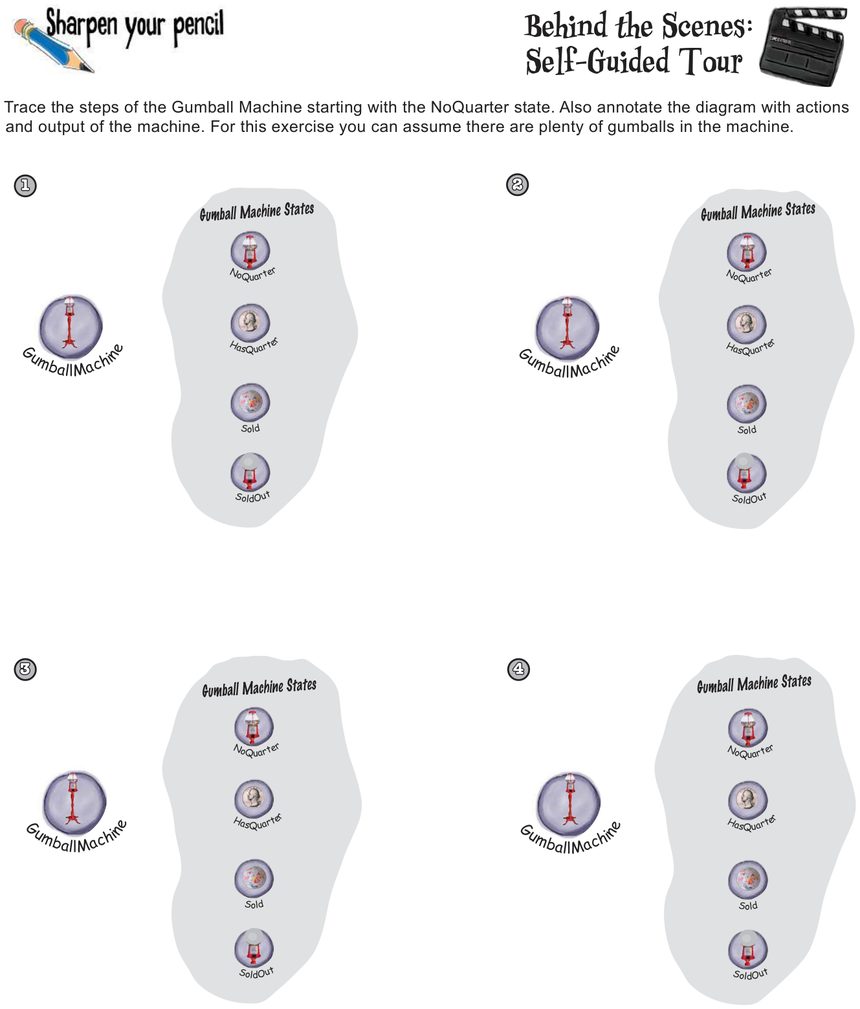 Sharpen your pencil
Behind the Scenes:
Self-Guided Tour
Trace the steps of the Gumball Machine starting with the NoQuarter state. Also annotate the diagram with actions
and output of the machine. For this exercise you can assume there are plenty of gumballs in the machine.
1
Gumball Machine States
NoQuarter
HasQuarter
Sold
SoldOut
GumballMachine
2
Gumball Machine States
NoQuarter
HasQuarter
Sold
SoldOut
GumballMachine
3
Gumball Machine States
NoQuarter
HasQuarter
Sold
SoldOut
GumballMachine
4
Gumball Machine States
NoQuarter
HasQuarter
Sold
SoldOut
GumballMachine